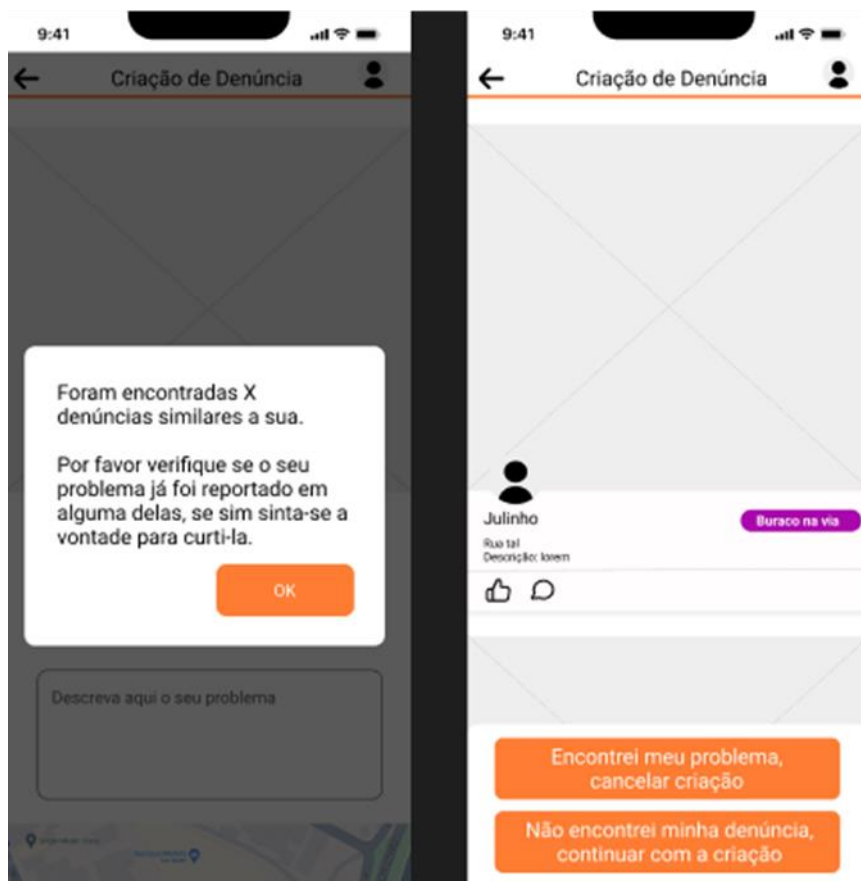 9:41
Criação de Denúncia
Foram encontradas X
denúncias similares a sua.
Por favor verifique se o seu
problema já foi reportado em
alguma delas, se sim sinta-se a
vontade para curti-la.
OK
Descreva aqui o seu problema
9:41
Criação de Denúncia
Julinho
Buraco na via
Rua tal
Descrição: lorem
Encontrei meu problema,
cancelar criação
Não encontrei minha denúncia,
continuar com a criação